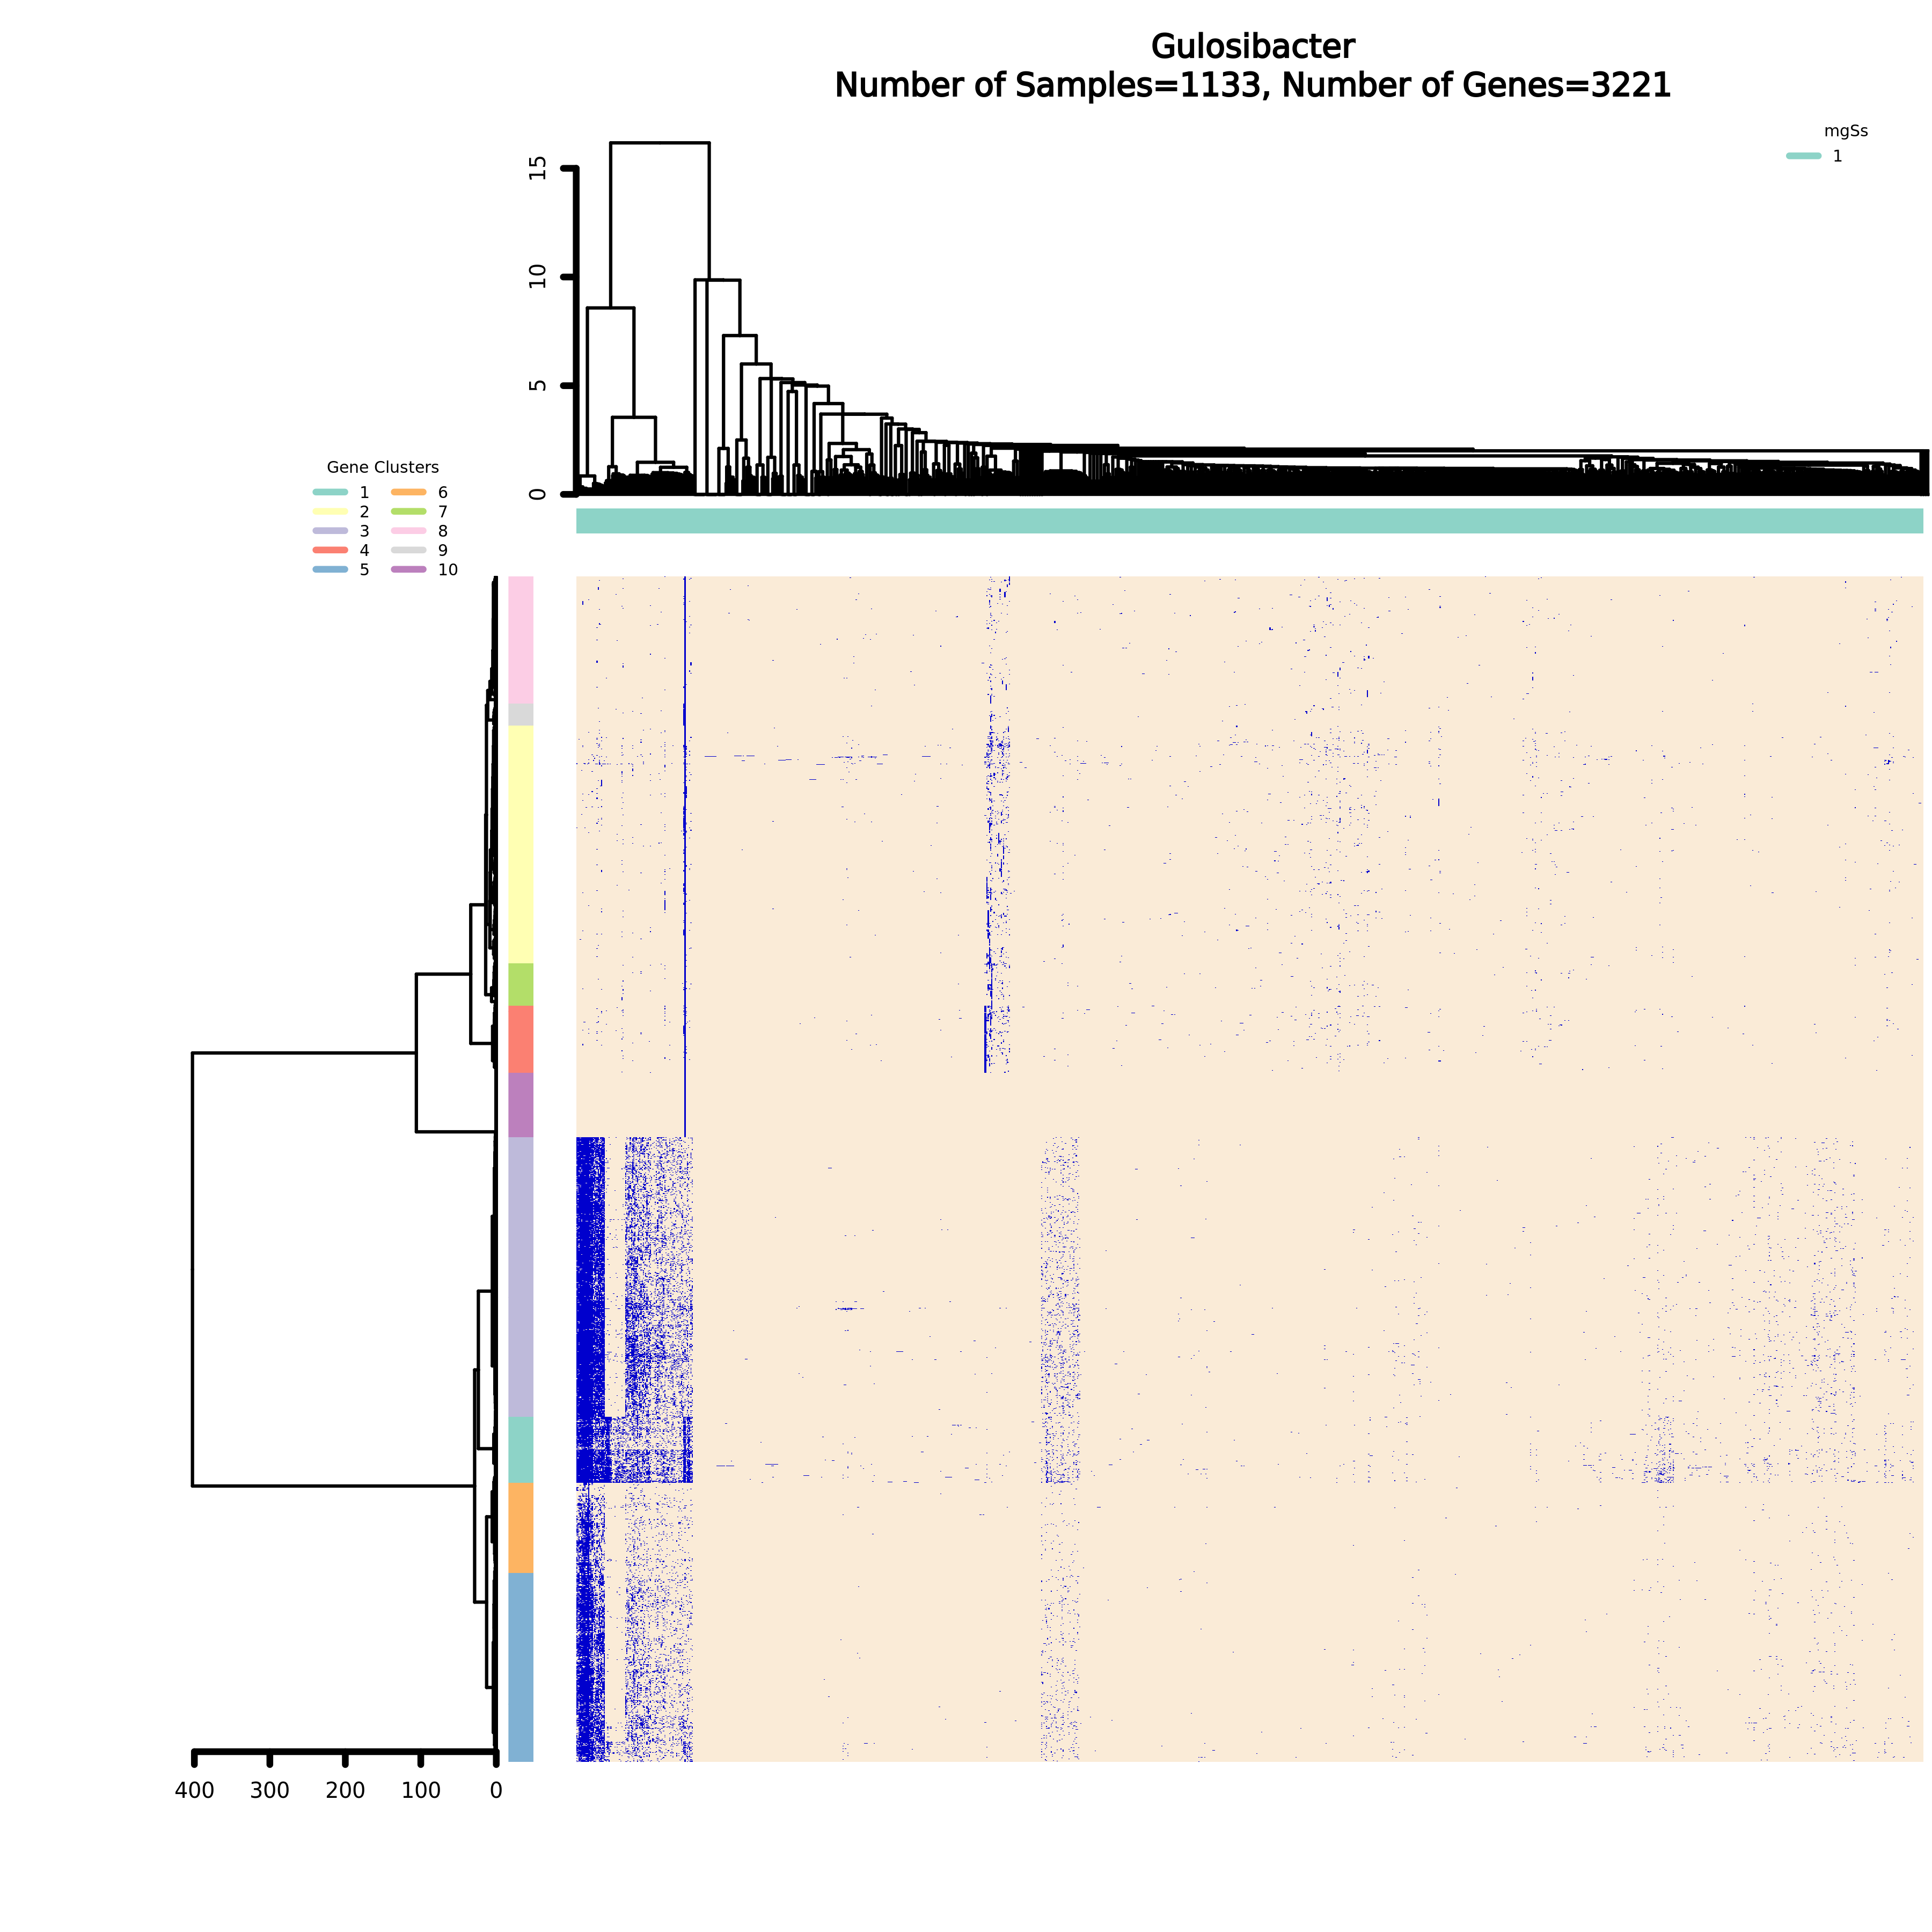 Gulosibacter
Number of Samples=1133, Number of Genes=3221
mgSs
1
15
10
5
0
Gene Clusters
1 6
2 7
3 8
4 9
5 10
400 300 200 100 0